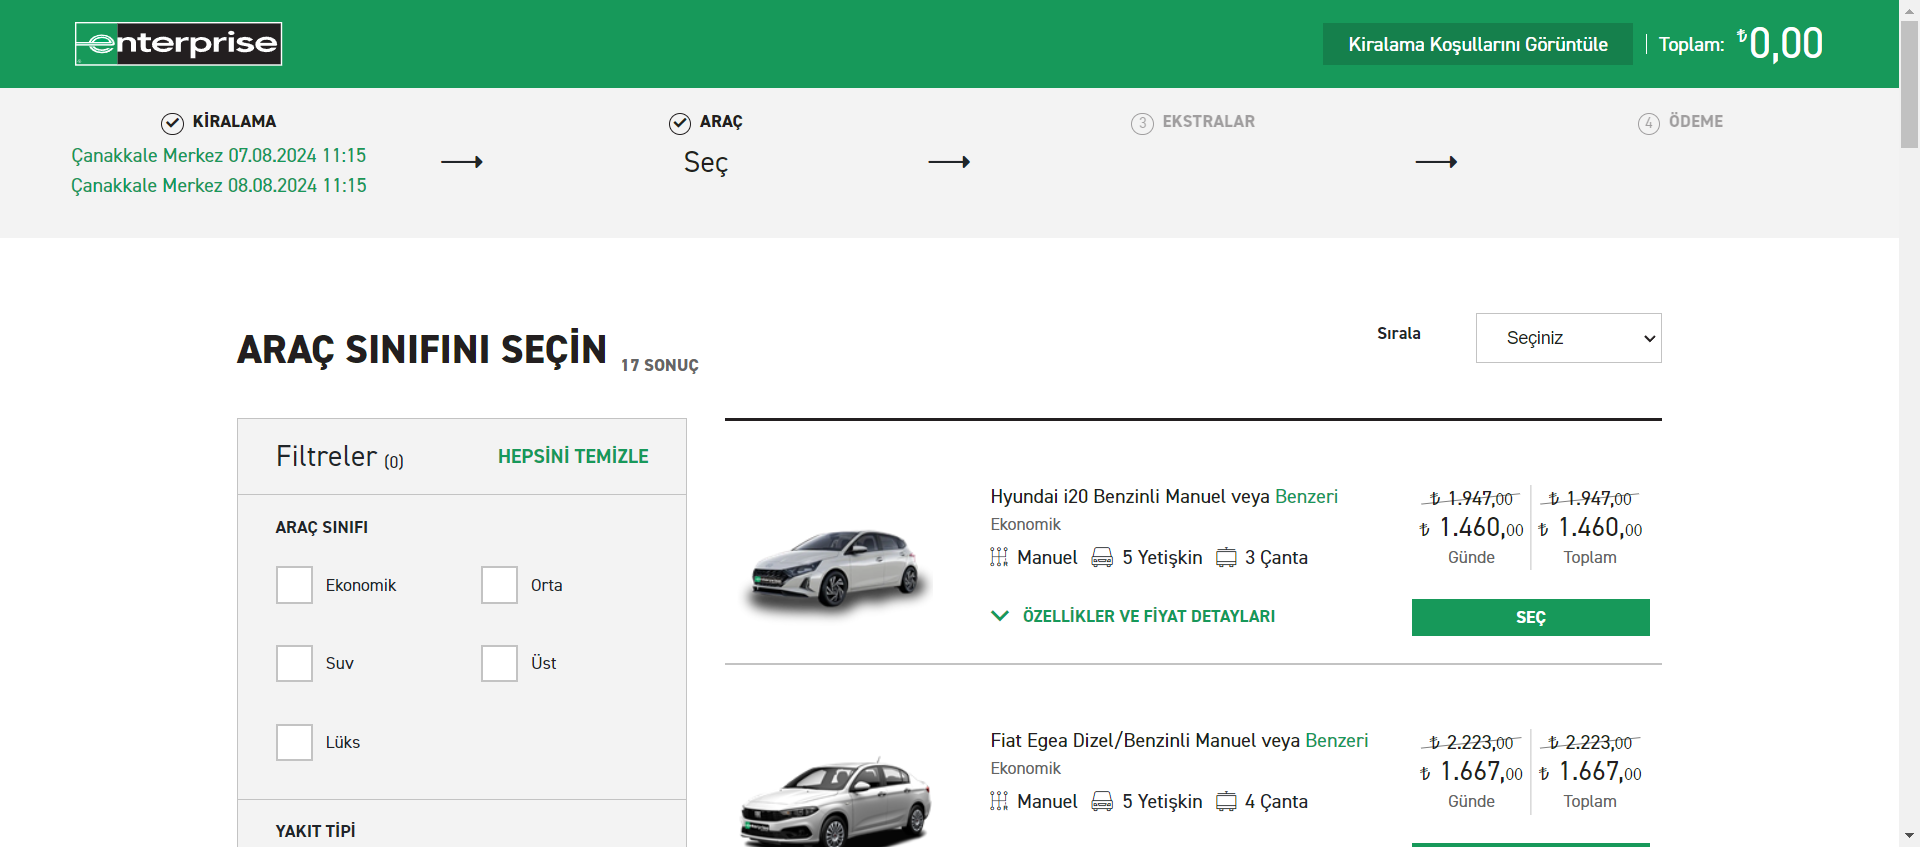 enterprise
Kiralama Koşullarını Görüntüle
Toplam: ₺0,00
KİRALAMA
Çanakkale Merkez 07.08.2024 11:15
Çanakkale Merkez 08.08.2024 11:15
ARAÇ
Seç
3 EKSTRALAR
4 ÖDEME
ARAÇ SINIFINI SEÇİN 17 SONUÇ
Sırala
Seçiniz
Filtreler (0)
HEPSİNİ TEMİZLE
ARAÇ SINIFI
Ekonomik
Orta
Suv
Üst
Lüks
YAKIT TİPİ
Hyundai i20 Benzinli Manuel veya Benzeri
Ekonomik
Manuel 5 Yetişkin 3 Çanta
ÖZELLİKLER VE FİYAT DETAYLARI
₺ 1.947,00
₺ 1.460,00
Günde
₺ 1.947,00
₺ 1.460,00
Toplam
SEÇ
Fiat Egea Dizel/Benzinli Manuel veya Benzeri
Ekonomik
Manuel 5 Yetişkin 4 Çanta
₺ 2.223,00
₺ 1.667,00
Günde
₺ 2.223,00
₺ 1.667,00
Toplam